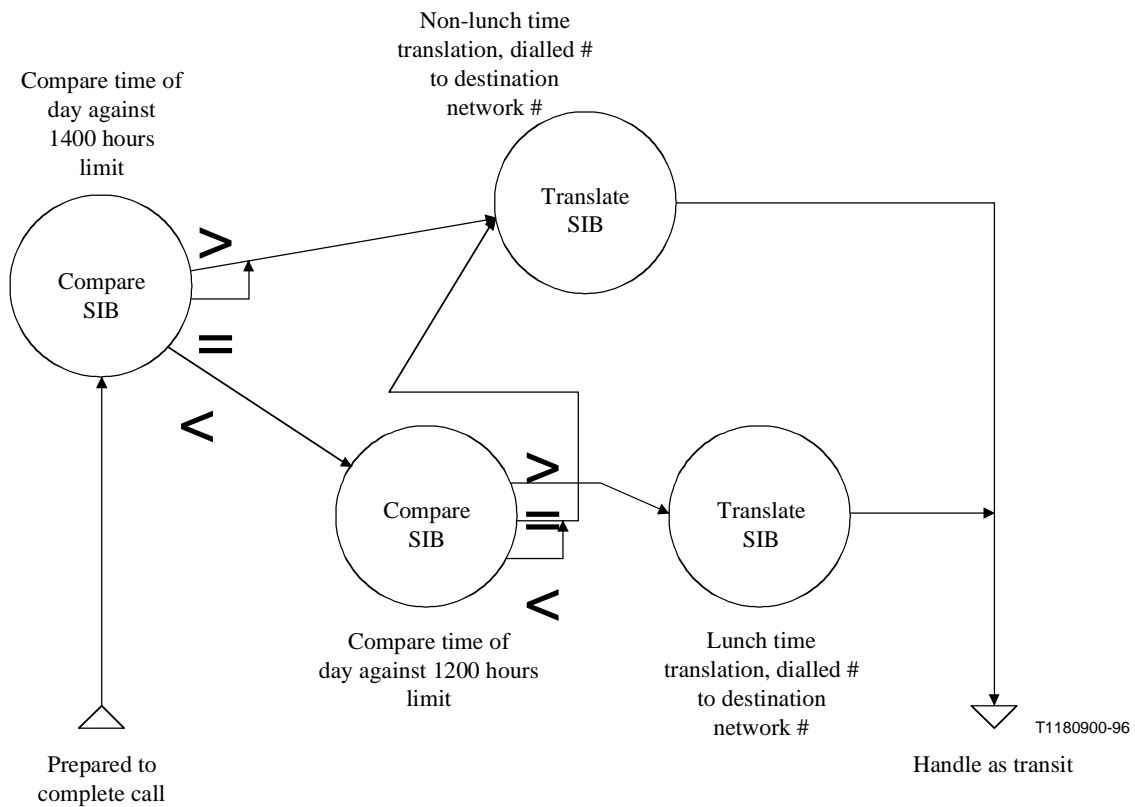 Non-lunch time
translation, dialled #
to destination
network #
Compare time of
day against
1400 hours
limit
Translate
SIB
>
Compare
SIB
=
<
>
Compare
SIB
=
Translate
SIB
<
Compare time of
day against 1200 hours
limit
Lunch time
translation, dialled #
to destination
network #
T1180900-96
Prepared to
complete call
Handle as transit